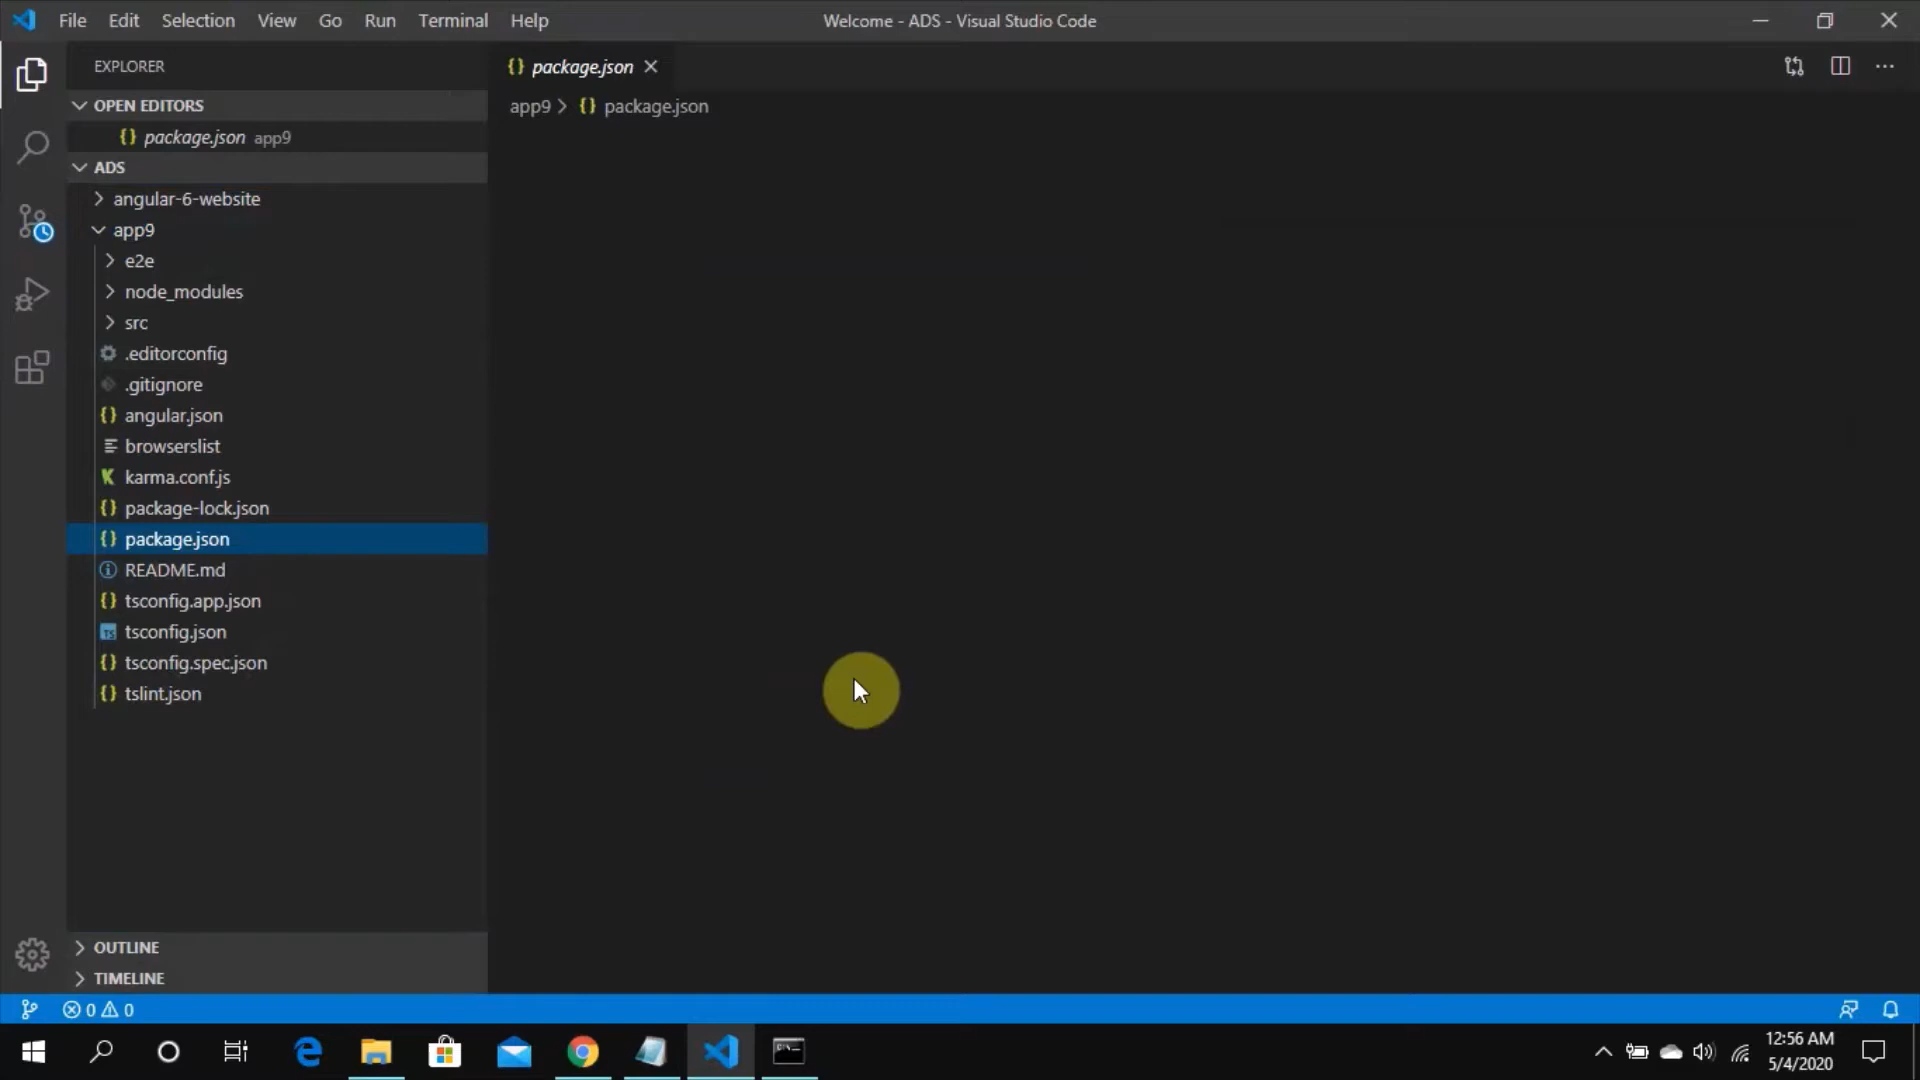 File Edit Selection View Go Run Terminal Help
Welcome - ADS - Visual Studio Code
EXPLORER
OPEN EDITORS
package.json app9
ADS
angular-6-website
app9
e2e
node_modules
src
.editorconfig
.gitignore
angular.json
browserslist
karma.conf.js
package-lock.json
package.json
README.md
tsconfig.app.json
tsconfig.json
tsconfig.spec.json
tslint.json
OUTLINE
TIMELINE
package.json
app9 > package.json
0 0
12:56 AM
5/4/2020